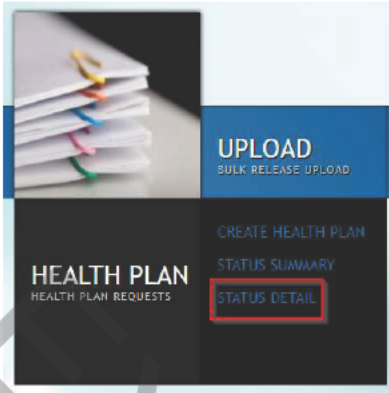 UPLOAD
BULK RELEASE UPLOAD
HEALTH PLAN
HEALTH PLAN REQUESTS
CREATE HEALTH PLAN
STATUS SUMMARY
STATUS DETAIL